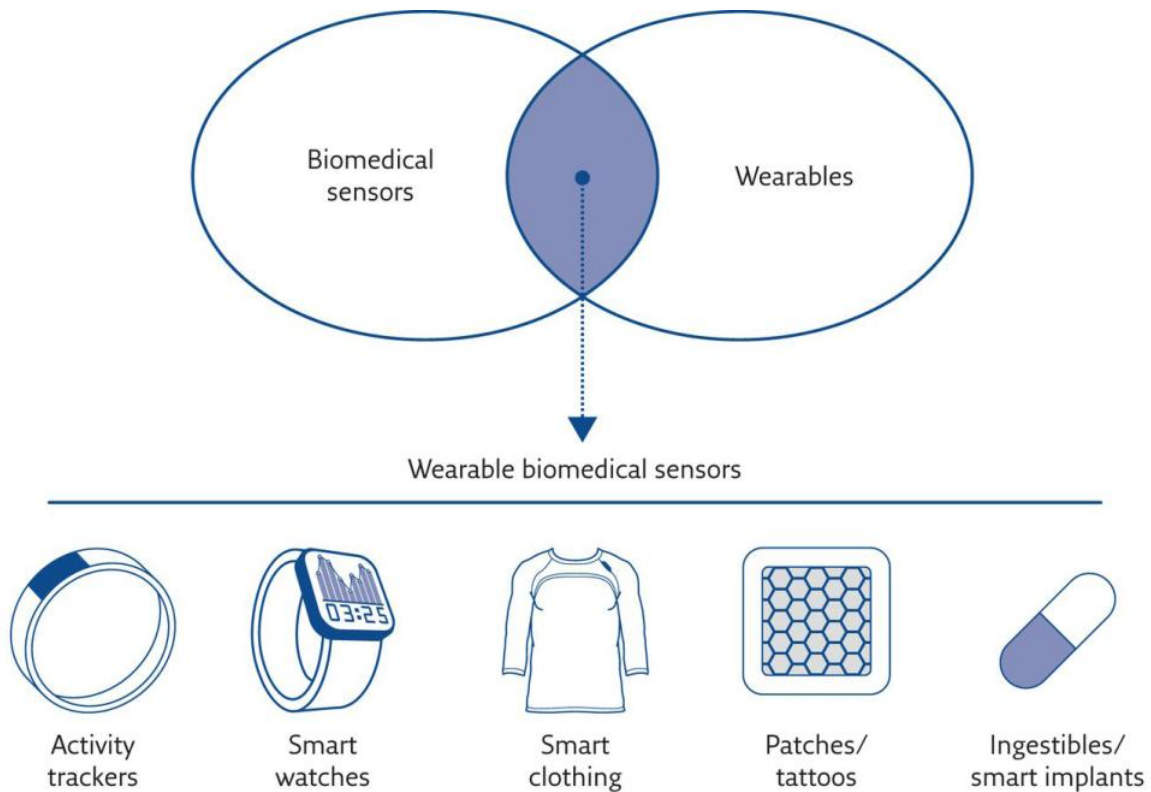 Biomedical
sensors
Wearables
Wearable biomedical sensors
03:25
Activity
trackers
Smart
watches
Smart
clothing
Patches/
tattoos
Ingestibles/
smart implants